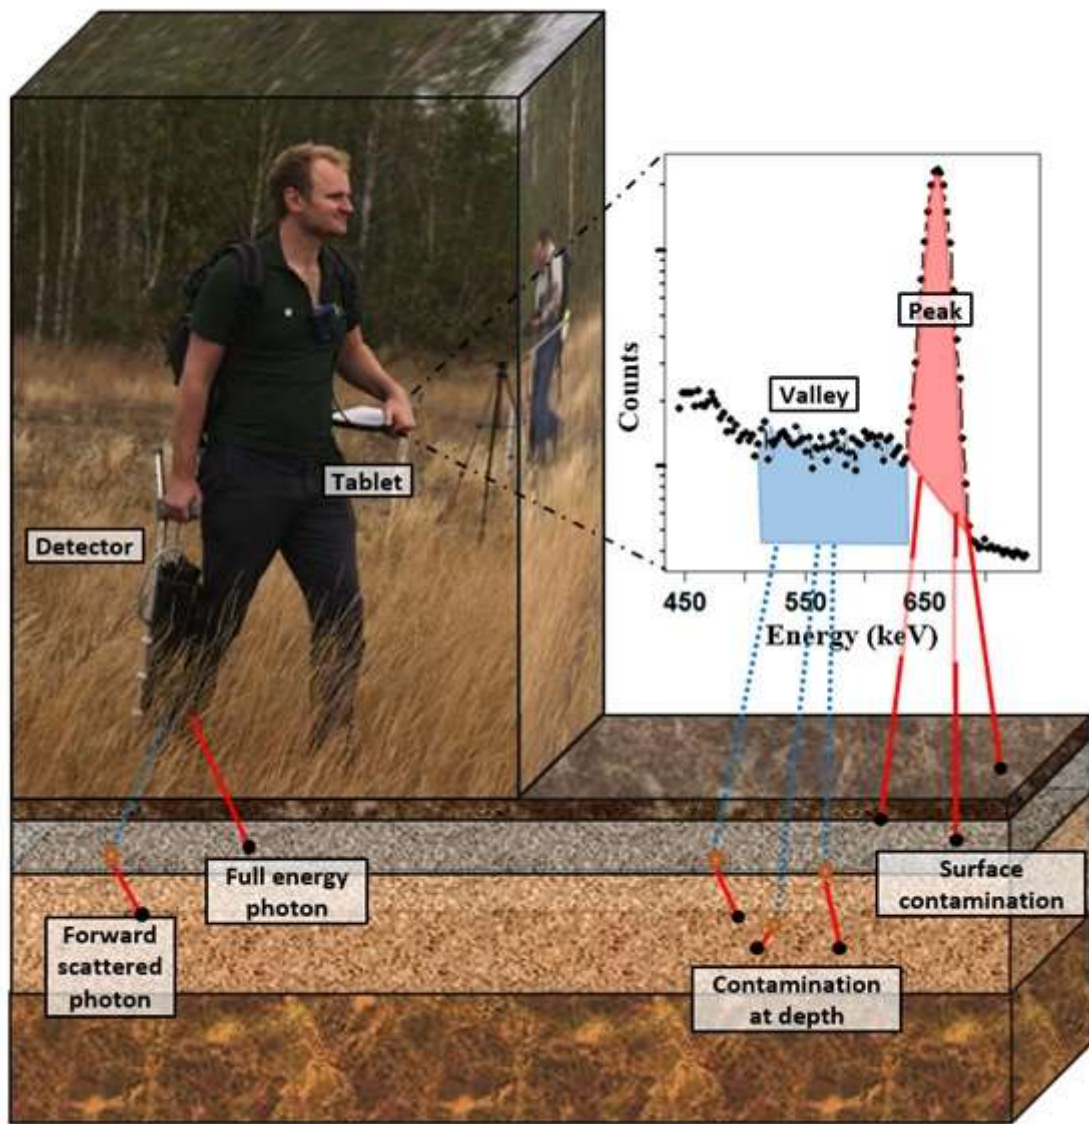 Peak
Valley
Counts
Tablet
Detector
450
550
650
Energy (keV)
Full energy
photon
Surface
contamination
Forward
scattered
photon
Contamination
at depth